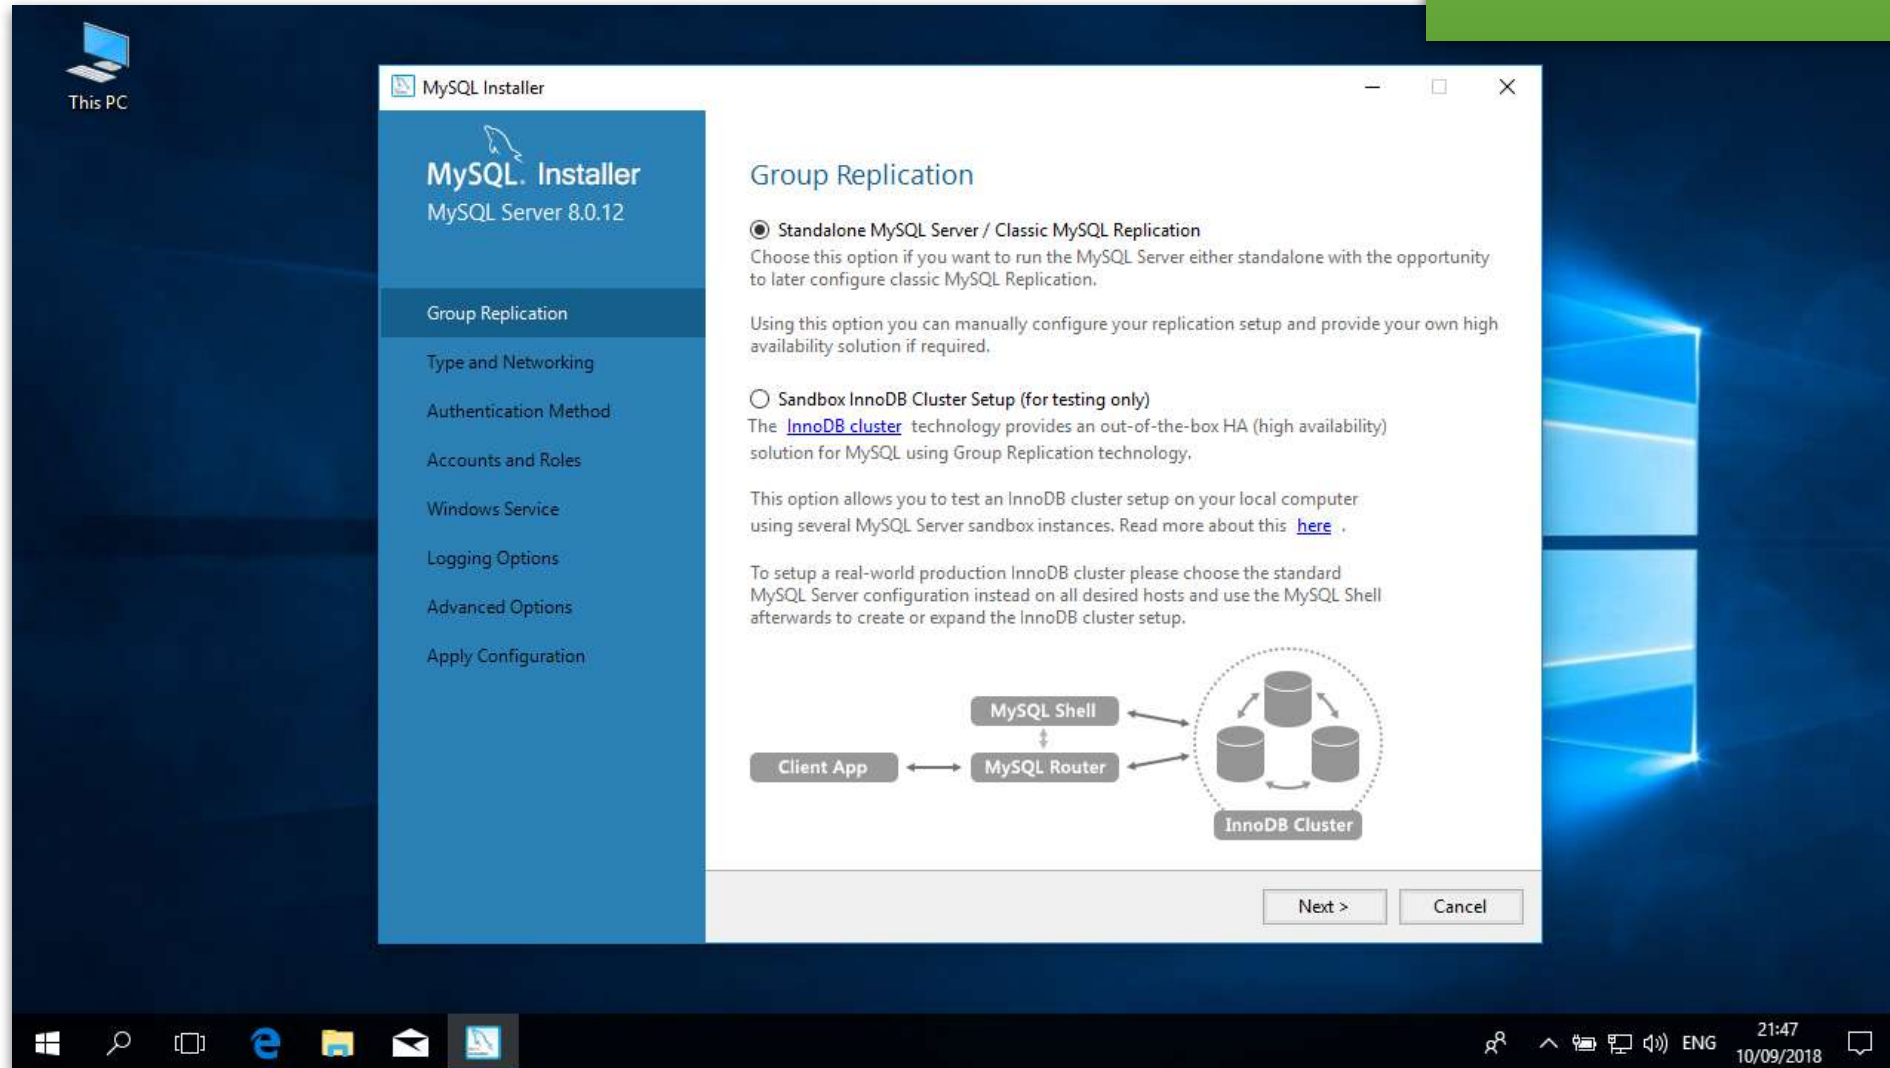 This PC
MySQL Installer
MySQL. Installer
MySQL Server 8.0.12
Group Replication
Type and Networking
Authentication Method
Accounts and Roles
Windows Service
Logging Options
Advanced Options
Apply Configuration
Group Replication
Standalone MySQL Server / Classic MySQL Replication
Choose this option if you want to run the MySQL Server either standalone with the opportunity
to later configure classic MySQL Replication.
Using this option you can manually configure your replication setup and provide your own high
availability solution if required.
Sandbox InnoDB Cluster Setup (for testing only)
The InnoDB cluster technology provides an out-of-the-box HA (high availability)
solution for MySQL using Group Replication technology.
This option allows you to test an InnoDB cluster setup on your local computer
using several MySQL Server sandbox instances. Read more about this here .
To setup a real-world production InnoDB cluster please choose the standard
MySQL Server configuration instead on all desired hosts and use the MySQL Shell
afterwards to create or expand the InnoDB cluster setup.
MySQL Shell
Client App
MySQL Router
InnoDB Cluster
Next >
Cancel
ENG
21:47
10/09/2018